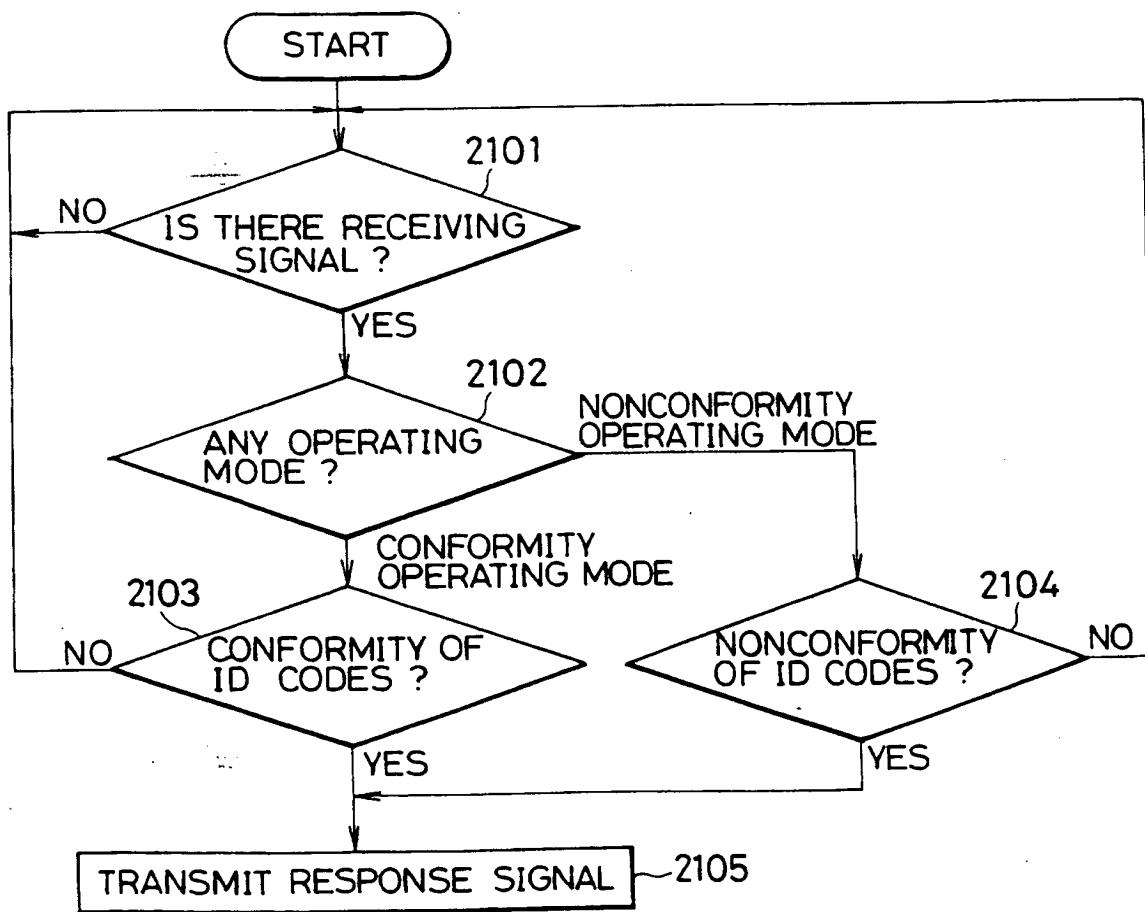 START
2101
NO
IS THERE RECEIVING
SIGNAL ?
YES
2102
ANY OPERATING
MODE ?
NONCONFORMITY
OPERATING MODE
CONFORMITY
OPERATING MODE
2103
NO
CONFORMITY OF
ID CODES ?
YES
2104
NONCONFORMITY
OF ID CODES ?
NO
YES
TRANSMIT RESPONSE SIGNAL
2105